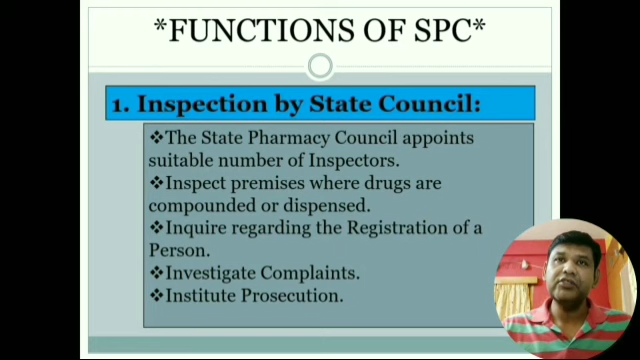 *FUNCTIONS OF SPC*
1. Inspection by State Council:
❖The State Pharmacy Council appoints
suitable number of Inspectors.
❖Inspect premises where drugs are
compounded or dispensed.
❖Inquire regarding the Registration of a
Person.
❖Investigate Complaints.
❖Institute Prosecution.